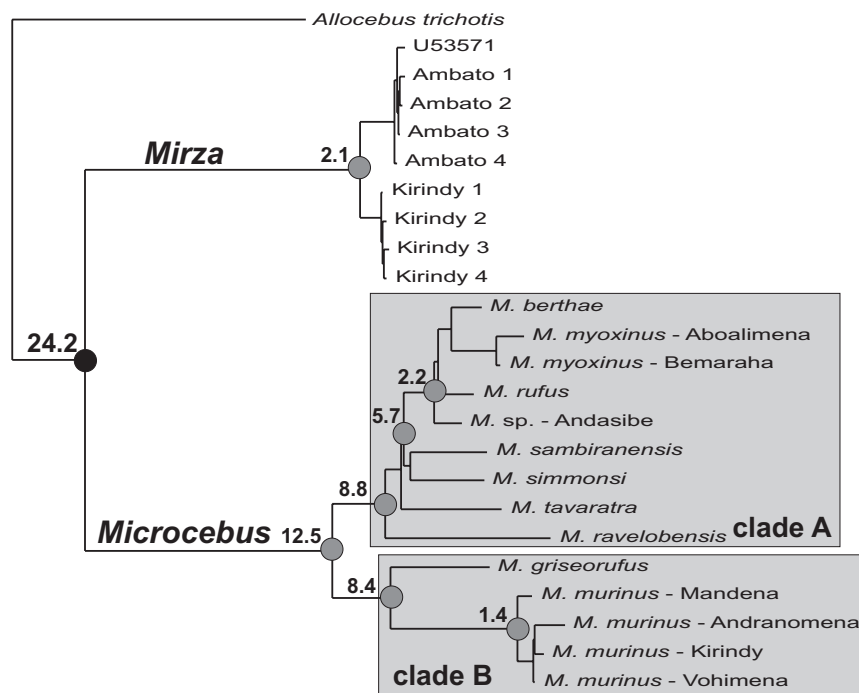 Allocebus trichotis
U53571
Ambato 1
Ambato 2
Ambato 3
Mirza
2.1
Ambato 4
Kirindy 1
Kirindy 2
Kirindy 3
Kirindy 4
M. berthae
24.2
M. myoxinus - Aboalimena
M. myoxinus - Bemaraha
2.2
M. rufus
5.7
M. sp. - Andasibe
M. sambiranensis
M. simmonsi
8.8
M. tavaratra
Microcebus
12.5
M. ravelobensis
clade A
M. griseorufus
8.4
M. murinus - Mandena
1.4
M. murinus - Andranomena
M. murinus - Kirindy
clade B
M. murinus - Vohimena